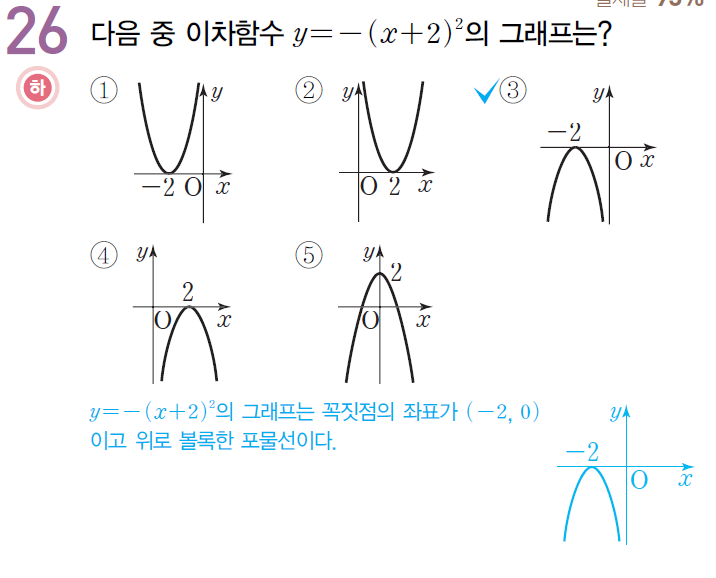 26 다음 중 이차함수 y=-(x+2)²의 그래프는?
하
① y -2 O x
② y O 2 x
③ y -2 O x
④ y 2 O x
⑤ y 2 O x
y=-(x+2)²의 그래프는 꼭짓점의 좌표가 (-2, 0)
이고 위로 볼록한 포물선이다.
y -2 O x